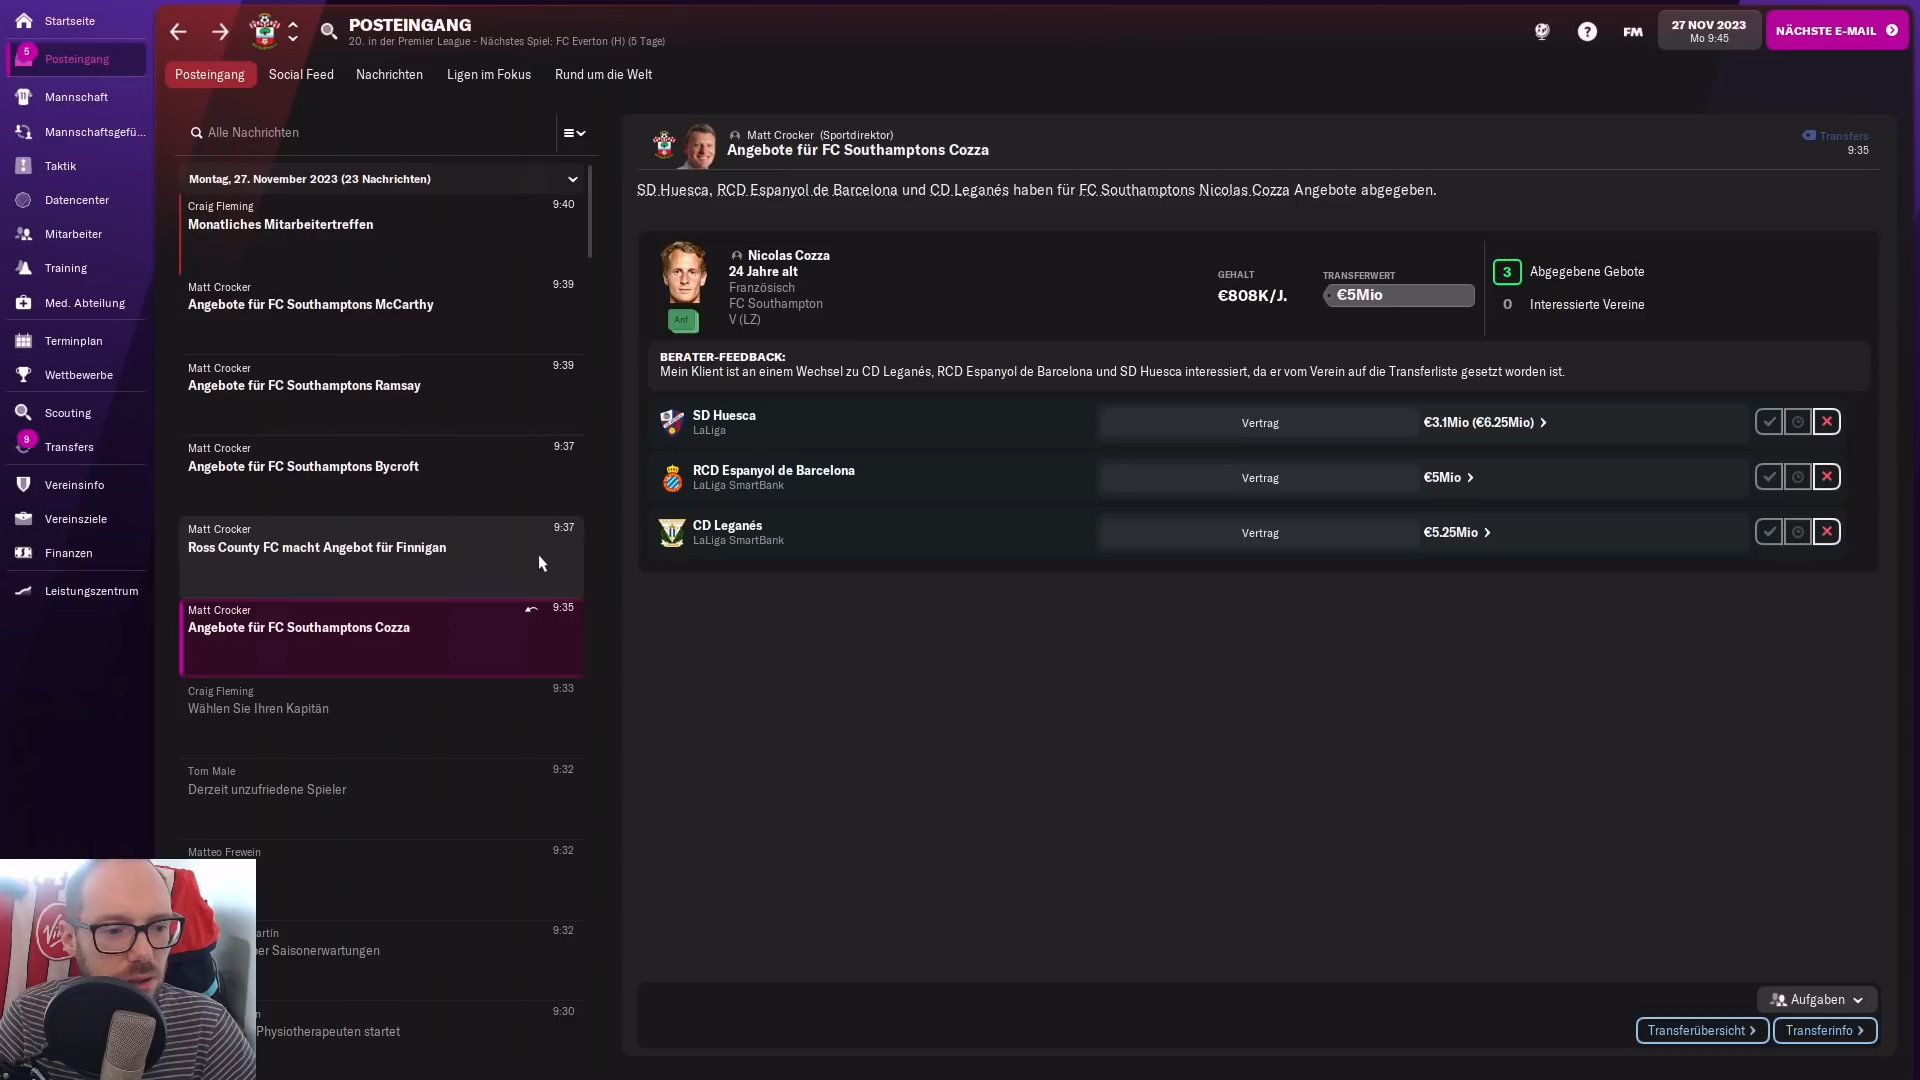 Startseite
5
Posteingang
Mannschaft
Mannschaftsgefü...
Taktik
Datencenter
Mitarbeiter
Training
Med. Abteilung
Terminplan
Wettbewerbe
Scouting
9
Transfers
Vereinsinfo
Vereinsziele
Finanzen
Leistungszentrum
POSTEINGANG
20. in der Premier League - Nächstes Spiel: FC Everton (H) (5 Tage)
FM
27 NOV 2023
Mo 9:45
NÄCHSTE E-MAIL
Posteingang
Social Feed
Nachrichten
Ligen im Fokus
Rund um die Welt
Alle Nachrichten
Montag, 27. November 2023 (23 Nachrichten)
Craig Fleming 9:40
Monatliches Mitarbeitertreffen
Matt Crocker 9:39
Angebote für FC Southamptons McCarthy
Matt Crocker 9:39
Angebote für FC Southamptons Ramsay
Matt Crocker 9:37
Angebote für FC Southamptons Bycroft
Matt Crocker 9:37
Ross County FC macht Angebot für Finnigan
Matt Crocker 9:35
Angebote für FC Southamptons Cozza
Craig Fleming 9:33
Wählen Sie Ihren Kapitän
Tom Male 9:32
Derzeit unzufriedene Spieler
Matteo Frewein 9:32
artín 9:32
ber Saisonerwartungen
n 9:30
Physiotherapeuten startet
Matt Crocker (Sportdirektor)
Angebote für FC Southamptons Cozza
Transfers
9:35
SD Huesca, RCD Espanyol de Barcelona und CD Leganés haben für FC Southamptons Nicolas Cozza Angebote abgegeben.
Anf
Nicolas Cozza
24 Jahre alt
Französisch
FC Southampton
V (LZ)
GEHALT
€808K/J.
TRANSFERWERT
€5Mio
3 Abgegebene Gebote
0 Interessierte Vereine
BERATER-FEEDBACK:
Mein Klient ist an einem Wechsel zu CD Leganés, RCD Espanyol de Barcelona und SD Huesca interessiert, da er vom Verein auf die Transferliste gesetzt worden ist.
SD Huesca
LaLiga
Vertrag
€3.1Mio (€6.25Mio)
RCD Espanyol de Barcelona
LaLiga SmartBank
Vertrag
€5Mio
CD Leganés
LaLiga SmartBank
Vertrag
€5.25Mio
Aufgaben
Transferübersicht
Transferinfo